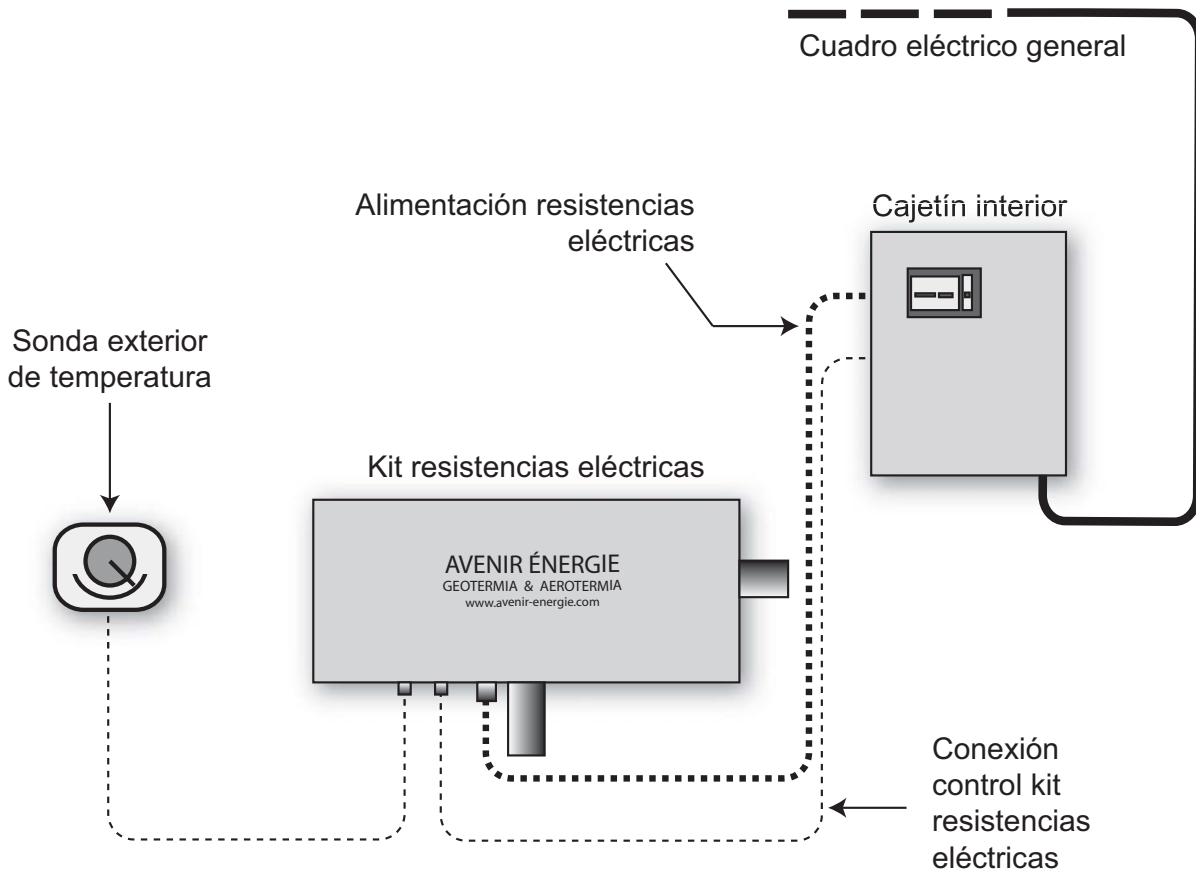 Cuadro eléctrico general
Alimentación resistencias
eléctricas
Cajetín interior
Sonda exterior
de temperatura
Kit resistencias eléctricas
AVENIR ÉNERGIE
GEOTERMIA & AEROTERMIA
www.avenir-energie.com
Conexión
control kit
resistencias
eléctricas